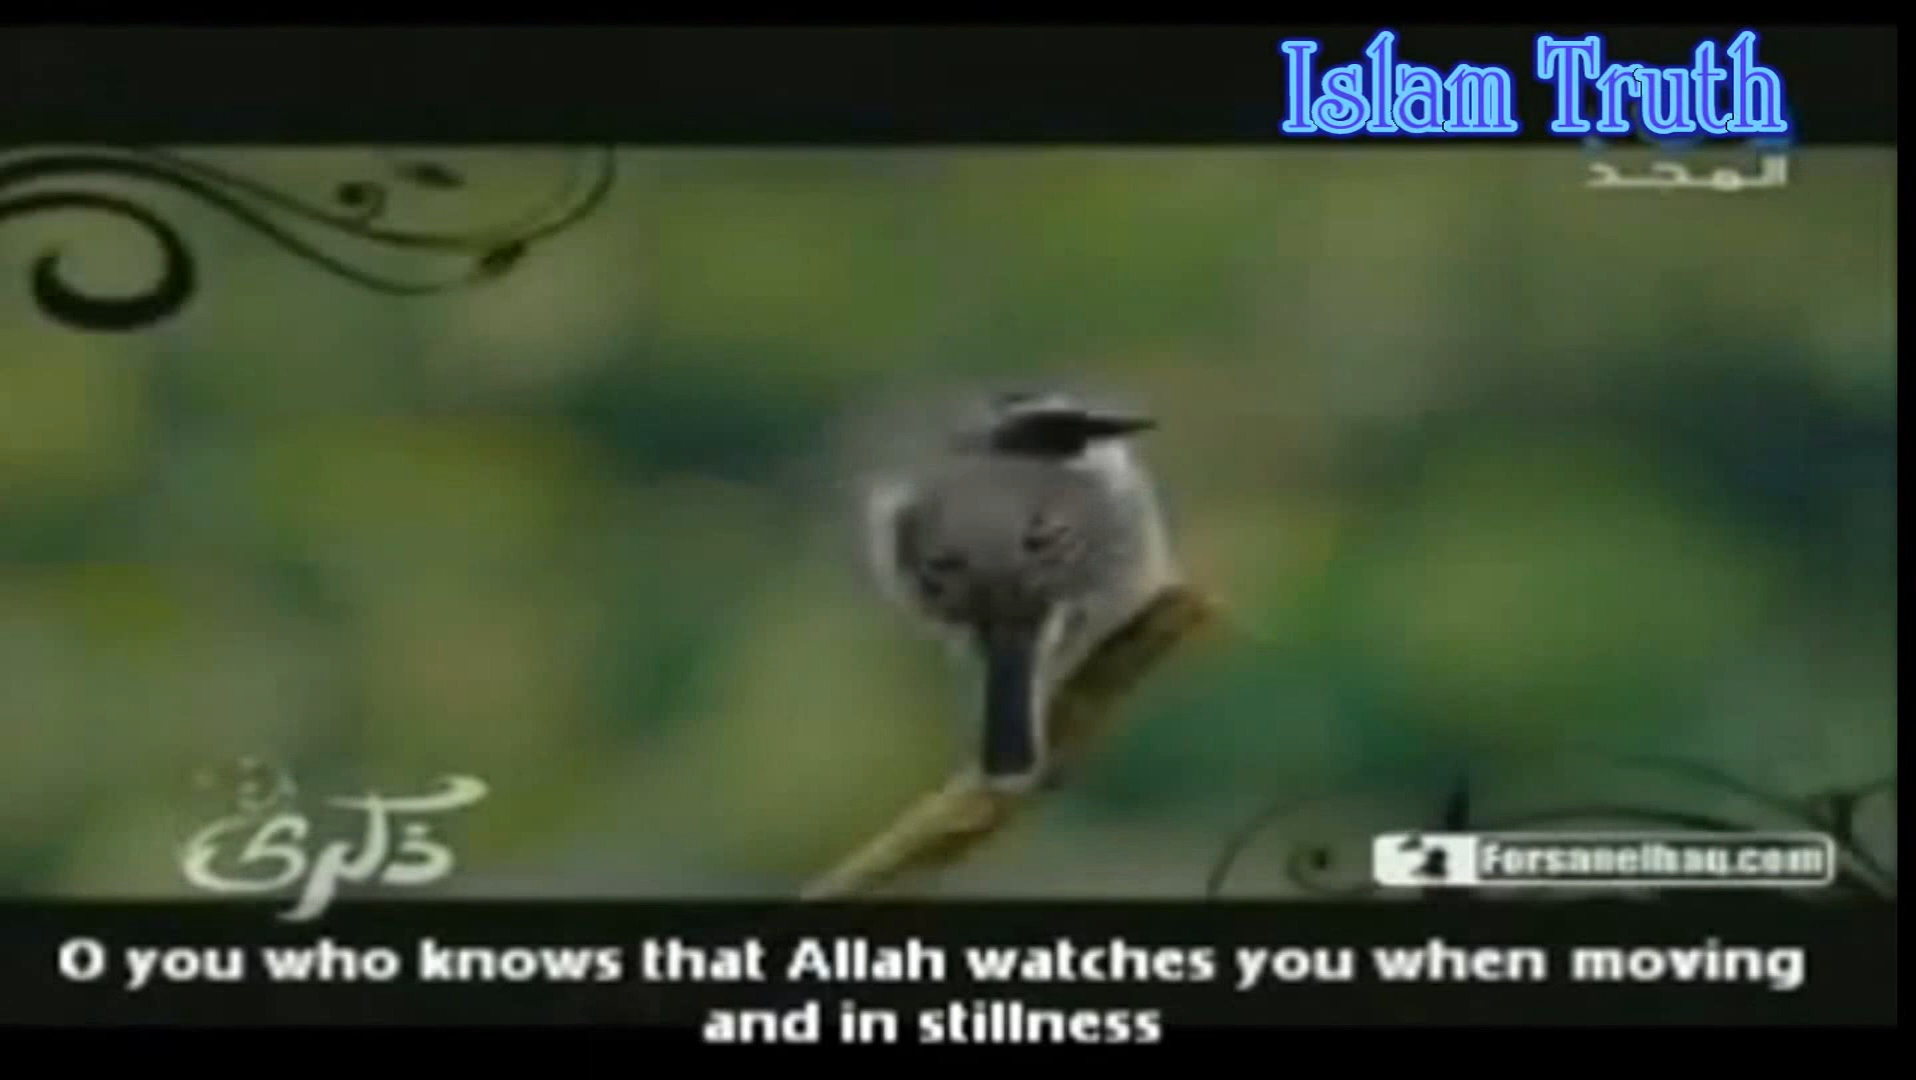 Islam Truth
المجد
ذكرى
Forsanelhaq.com
O you who knows that Allah watches you when moving
and in stillness